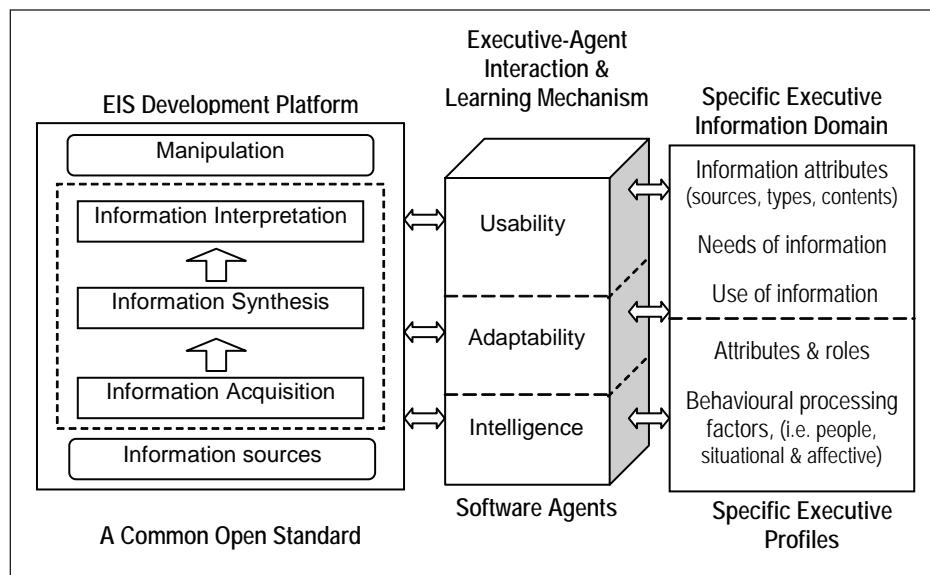 EIS Development Platform
Manipulation
Information Interpretation
Information Synthesis
Information Acquisition
Information sources
A Common Open Standard
Executive-Agent
Interaction &
Learning Mechanism
Usability
Adaptability
Intelligence
Software Agents
Specific Executive
Information Domain
Information attributes
(sources, types, contents)
Needs of information
Use of information
Attributes & roles
Behavioural processing
factors, (i.e. people,
situational & affective)
Specific Executive
Profiles